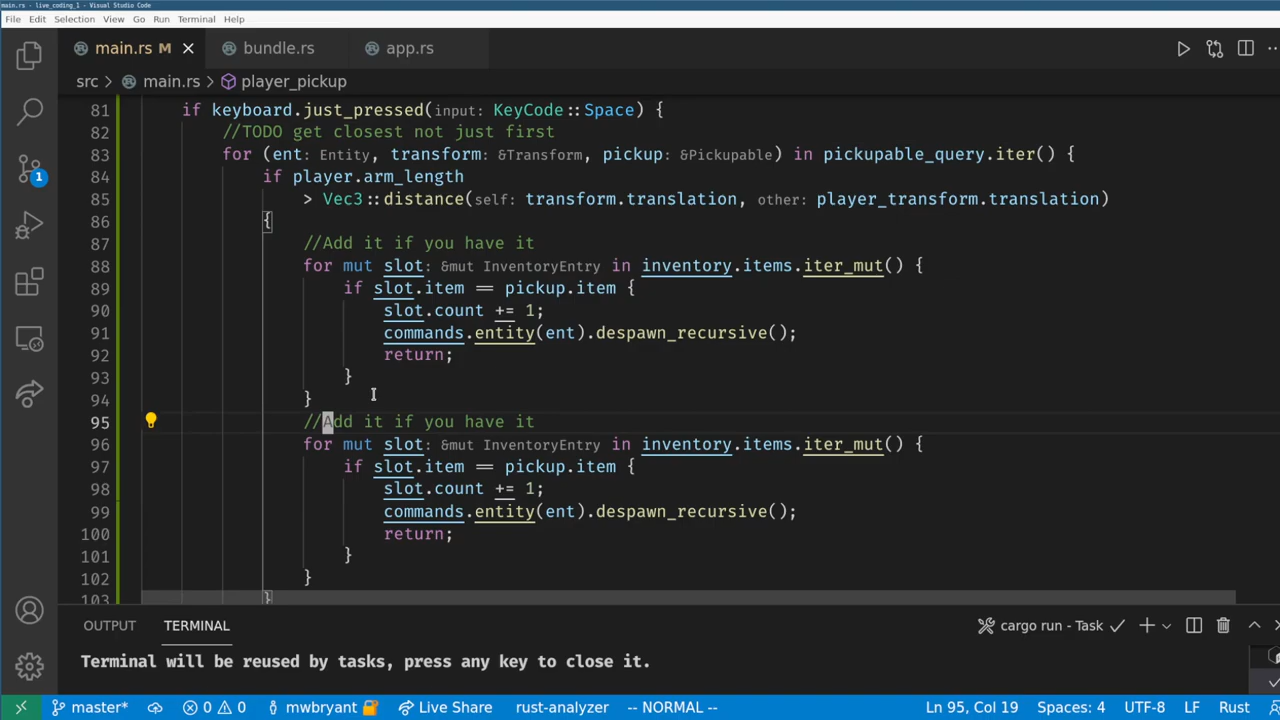 main.rs - live_coding_1 - Visual Studio Code
File Edit Selection View Go Run Terminal Help
main.rs M bundle.rs app.rs
src > main.rs > player_pickup
81 if keyboard.just_pressed(input: KeyCode::Space) {
82 //TODO get closest not just first
83 for (ent: Entity, transform: &Transform, pickup: &Pickupable) in pickupable_query.iter() {
84 if player.arm_length
85 > Vec3::distance(self: transform.translation, other: player_transform.translation)
86 {
87 //Add it if you have it
88 for mut slot: &mut InventoryEntry in inventory.items.iter_mut() {
89 if slot.item == pickup.item {
90 slot.count += 1;
91 commands.entity(ent).despawn_recursive();
92 return;
93 }
94 }
95 //Add it if you have it
96 for mut slot: &mut InventoryEntry in inventory.items.iter_mut() {
97 if slot.item == pickup.item {
98 slot.count += 1;
99 commands.entity(ent).despawn_recursive();
100 return;
101 }
102 }
103 }
1
OUTPUT TERMINAL cargo run - Task
Terminal will be reused by tasks, press any key to close it.
master* 0 0 mwbryant Live Share rust-analyzer -- NORMAL -- Ln 95, Col 19 Spaces: 4 UTF-8 LF Rust